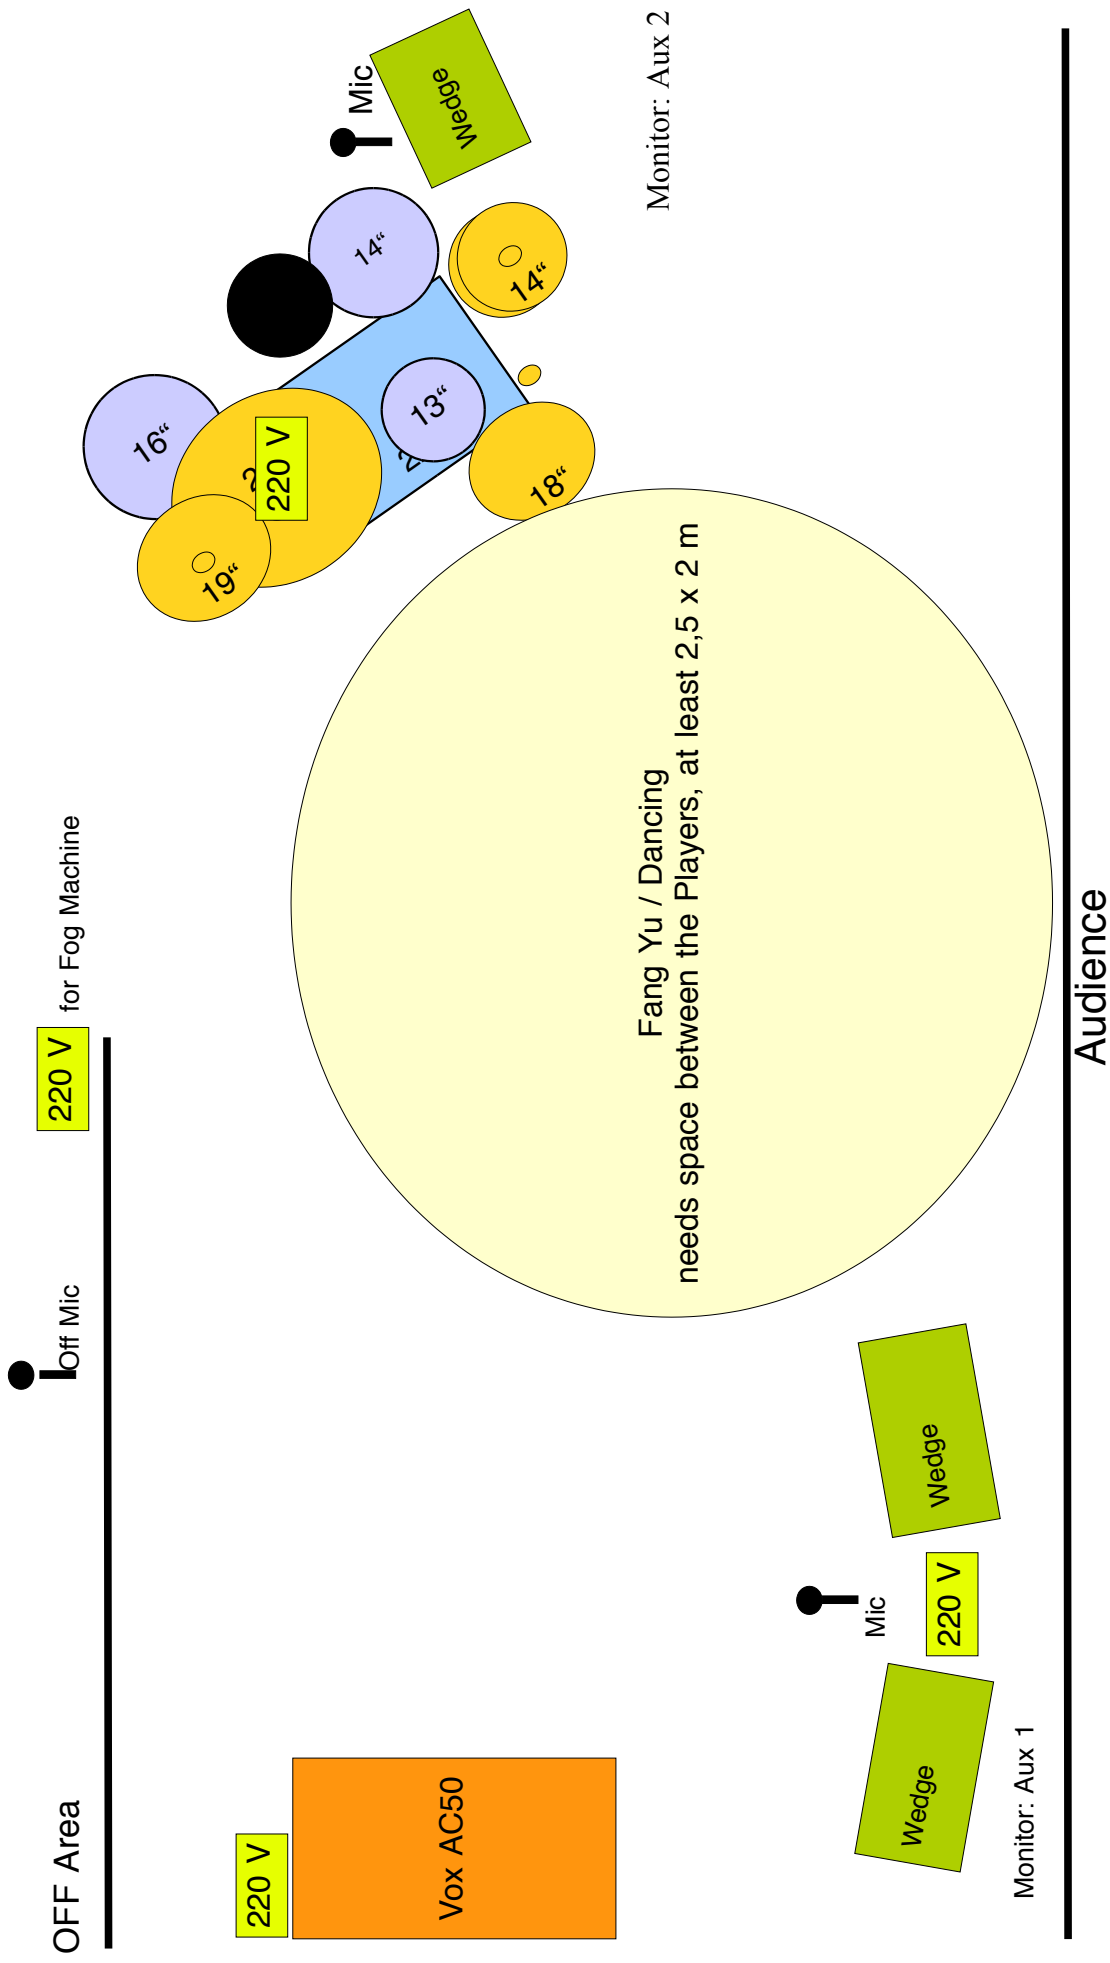 OFF Area
Off Mic
220 V
for Fog Machine
220 V
Vox AC50
16“
19“
220 V
13“
14“
18“
14“
Mic
Wedge
Monitor: Aux 2
Fang Yu / Dancing
needs space between the Players, at least 2,5 x 2 m
Mic
Wedge
220 V
Wedge
Monitor: Aux 1
Audience